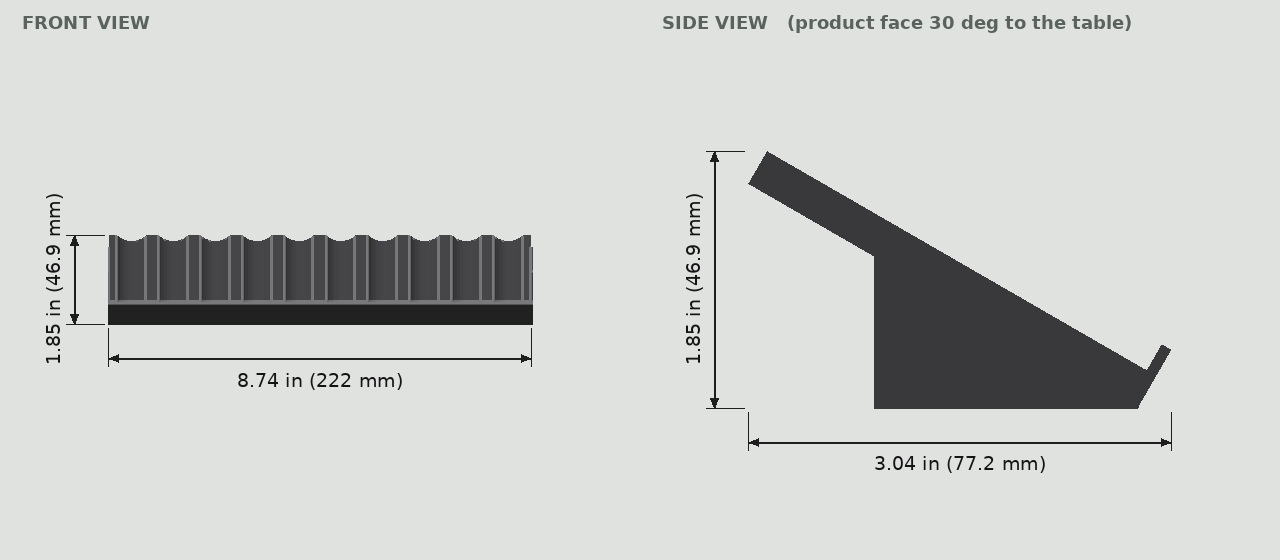 FRONT VIEW
SIDE VIEW (product face 30 deg to the table)
1.85 in (46.9 mm)
8.74 in (222 mm)
1.85 in (46.9 mm)
3.04 in (77.2 mm)